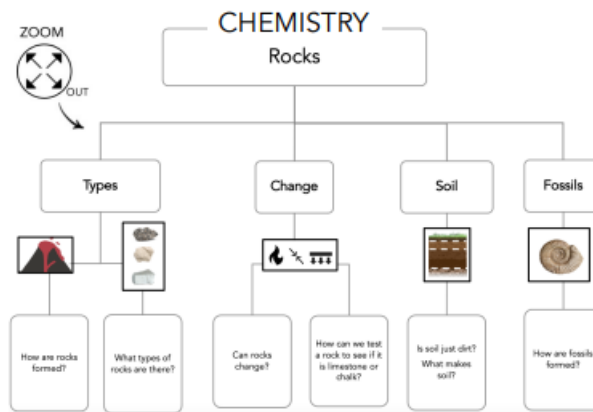 CHEMISTRY
Rocks
ZOOM
OUT
Types
Change
Soil
Fossils
How are rocks
formed?
What types of
rocks are there?
Can rocks
change?
How can we test
a rock to see if it
is limestone or
chalk?
Is soil just dirt?
What makes
soil?
How are fossils
formed?